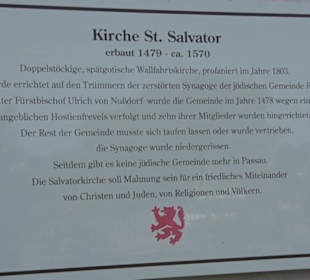 Kirche St. Salvator
erbaut 1479 - ca. 1570
Doppelstöckige, spätgotische Wallfahrtskirche, profaniert im Jahre 1803.
rde errichtet auf den Trümmern der zerstörten Synagoge der jüdischen Gemeinde P
ter Fürstbischof Ulrich von Nußdorf wurde die Gemeinde im Jahre 1478 wegen ein
angeblichen Hostienfrevels verfolgt und zehn ihrer Mitglieder wurden hingerichtet.
Der Rest der Gemeinde musste sich taufen lassen oder wurde vertrieben,
die Synagoge wurde niedergerissen.
Seitdem gibt es keine jüdische Gemeinde mehr in Passau.
Die Salvatorkirche soll Mahnung sein für ein friedliches Miteinander
von Christen und Juden, von Religionen und Völkern.